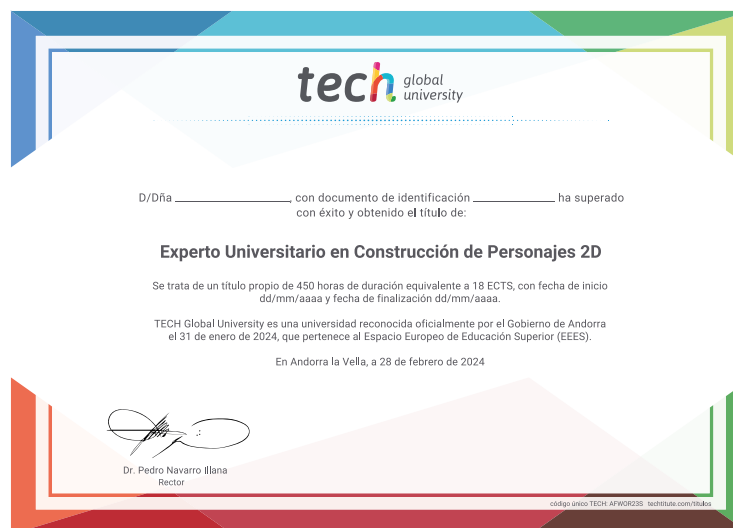 tech global university
D/Dña ______________, con documento de identificación ______________ ha superado
con éxito y obtenido el título de:
Experto Universitario en Construcción de Personajes 2D
Se trata de un título propio de 450 horas de duración equivalente a 18 ECTS, con fecha de inicio
dd/mm/aaaa y fecha de finalización dd/mm/aaaa.
TECH Global University es una universidad reconocida oficialmente por el Gobierno de Andorra
el 31 de enero de 2024, que pertenece al Espacio Europeo de Educación Superior (EEES).
En Andorra la Vella, a 28 de febrero de 2024
Dr. Pedro Navarro Illana
Rector
código único TECH: AFWOR23S techtitute.com/titulos